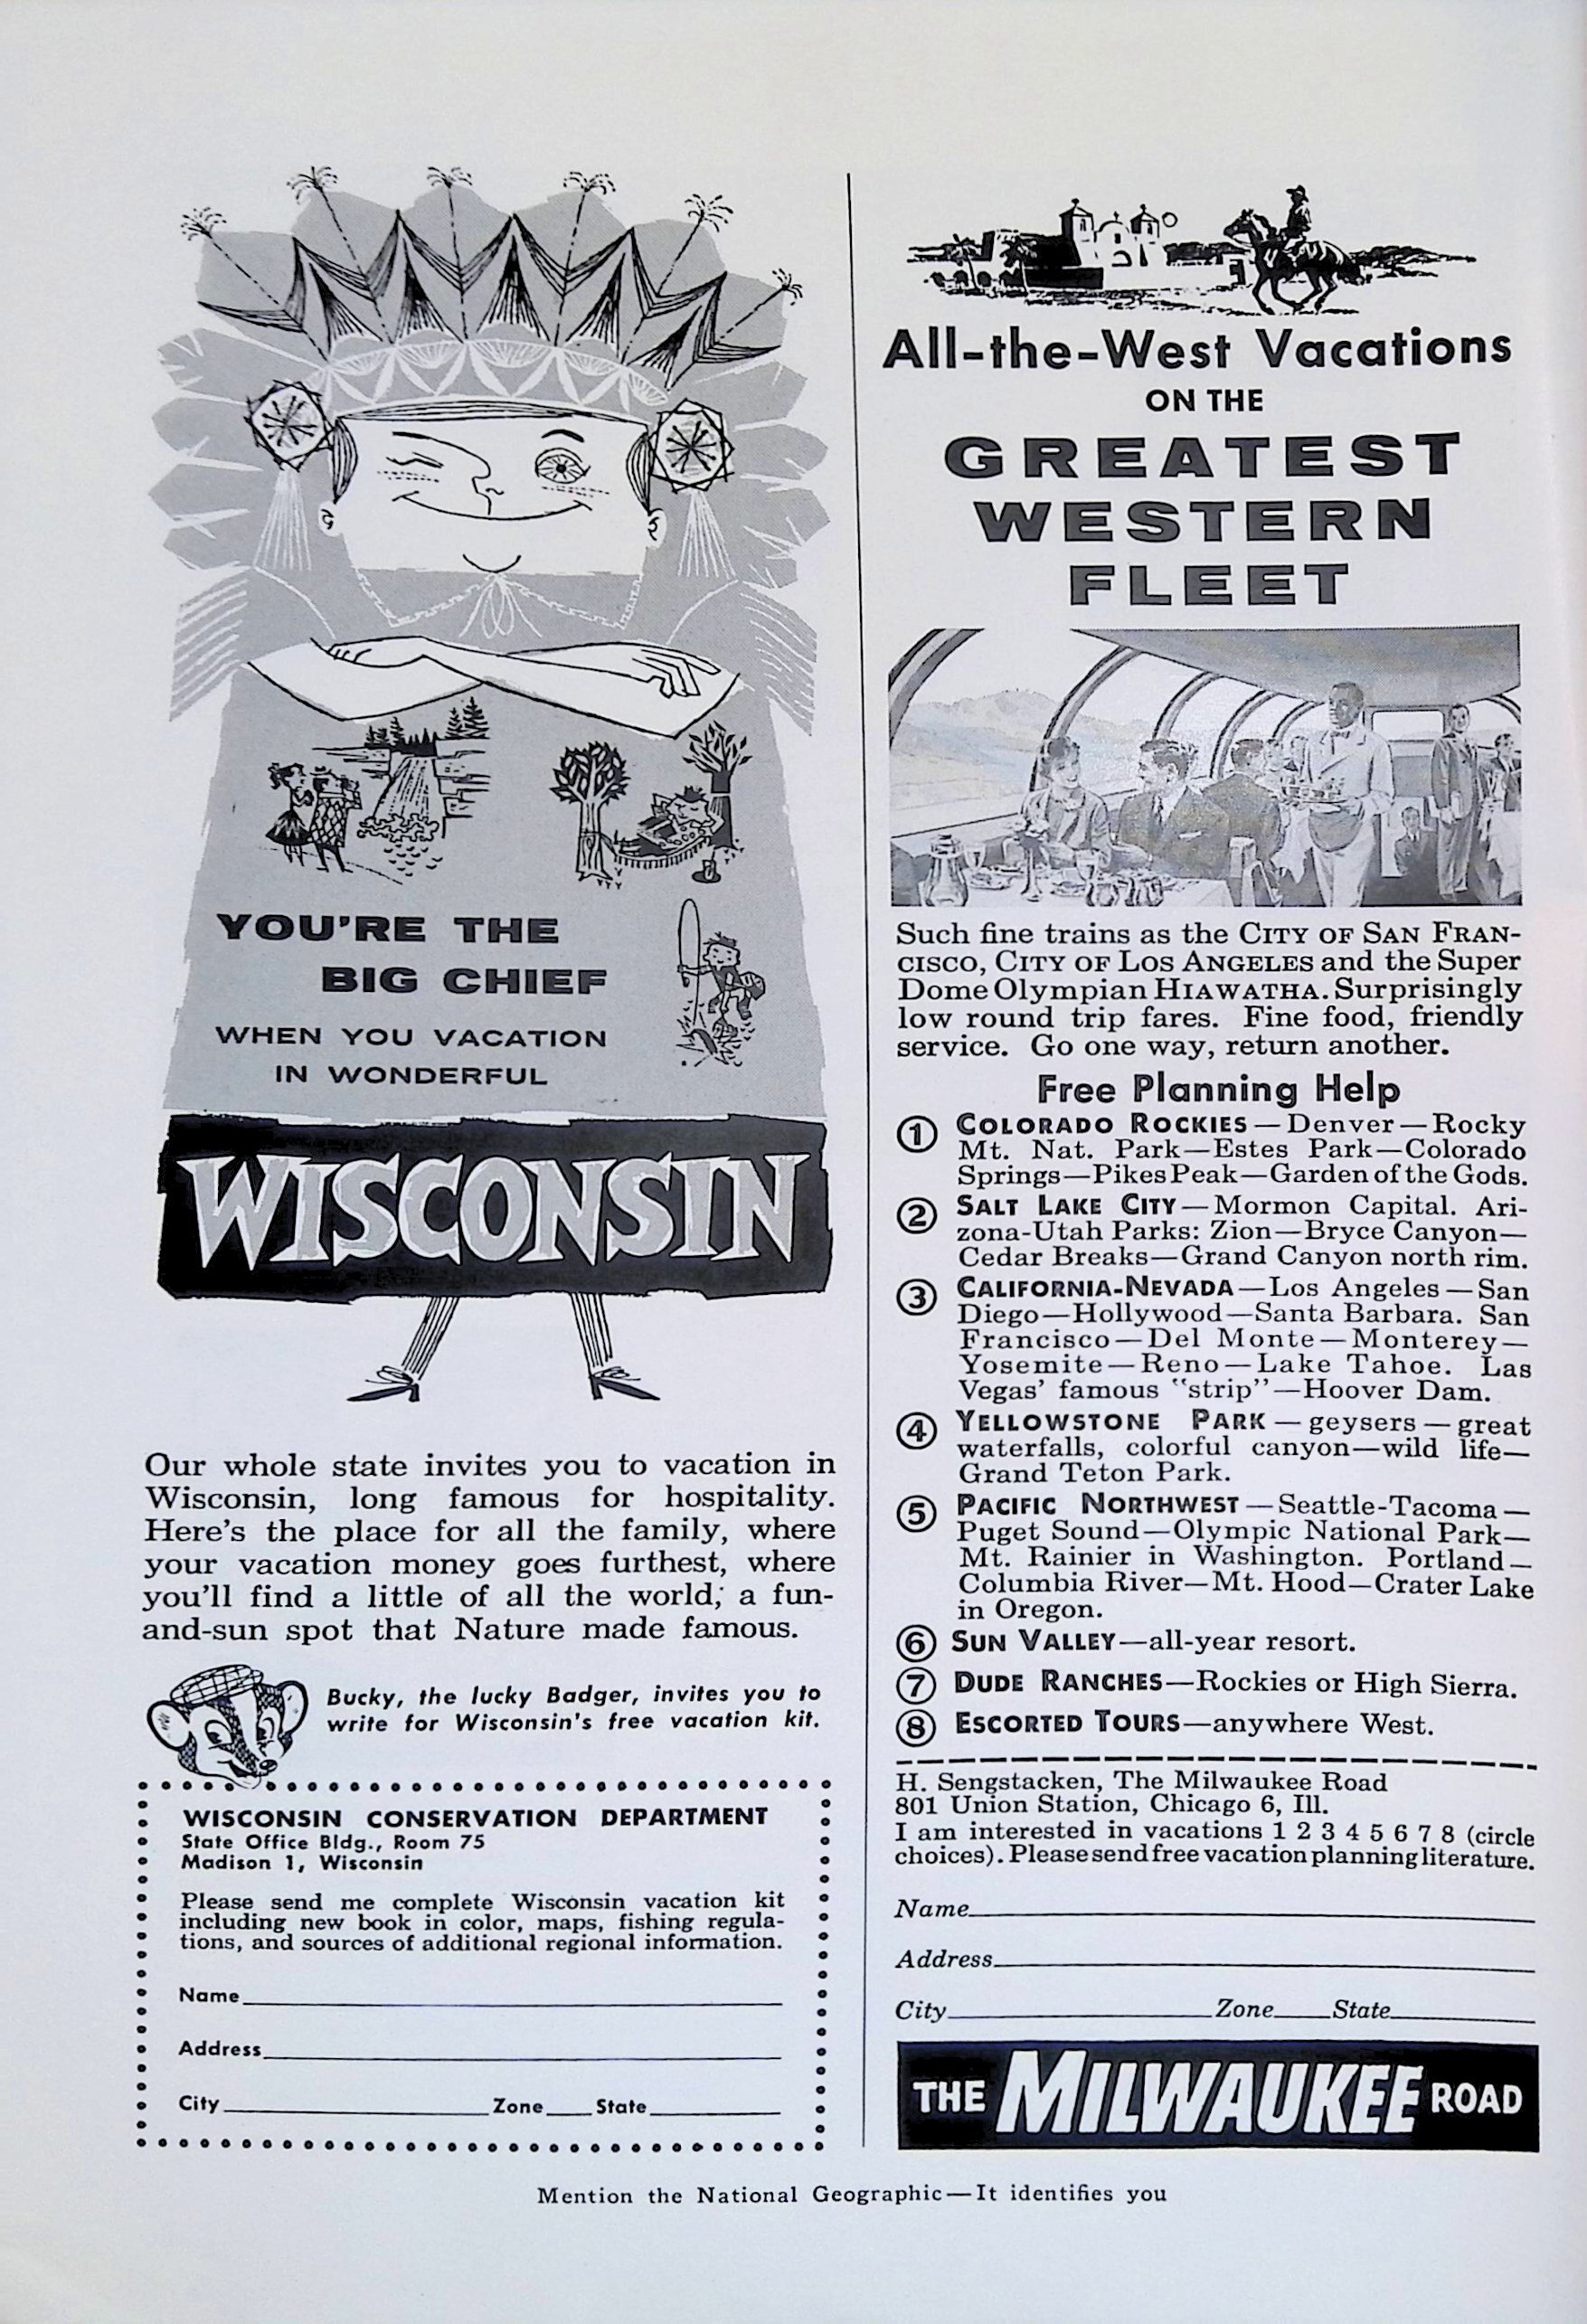 YOU'RE THE
BIG CHIEF
WHEN YOU VACATION
IN WONDERFUL
WISCONSIN
Our whole state invites you to vacation in
Wisconsin, long famous for hospitality.
Here's the place for all the family, where
your vacation money goes furthest, where
you'll find a little of all the world; a fun-
and-sun spot that Nature made famous.
Bucky, the lucky Badger, invites you to
write for Wisconsin's free vacation kit.
WISCONSIN CONSERVATION DEPARTMENT
State Office Bldg., Room 75
Madison 1, Wisconsin
Please send me complete Wisconsin vacation kit
including new book in color, maps, fishing regula-
tions, and sources of additional regional information.
Name
Address
City Zone State
All-the-West Vacations
ON THE
GREATEST
WESTERN
FLEET
Such fine trains as the CITY OF SAN FRAN-
CISCO, CITY OF LOS ANGELES and the Super
Dome Olympian HIAWATHA. Surprisingly
low round trip fares. Fine food, friendly
service. Go one way, return another.
Free Planning Help
1 COLORADO ROCKIES—Denver—Rocky
Mt. Nat. Park—Estes Park—Colorado
Springs—Pikes Peak—Garden of the Gods.
2 SALT LAKE CITY—Mormon Capital. Ari-
zona-Utah Parks: Zion—Bryce Canyon—
Cedar Breaks—Grand Canyon north rim.
3 CALIFORNIA-NEVADA—Los Angeles—San
Diego—Hollywood—Santa Barbara. San
Francisco—Del Monte—Monterey—
Yosemite—Reno—Lake Tahoe. Las
Vegas' famous "strip"—Hoover Dam.
4 YELLOWSTONE PARK—geysers—great
waterfalls, colorful canyon—wild life—
Grand Teton Park.
5 PACIFIC NORTHWEST—Seattle-Tacoma—
Puget Sound—Olympic National Park—
Mt. Rainier in Washington. Portland—
Columbia River—Mt. Hood—Crater Lake
in Oregon.
6 SUN VALLEY—all-year resort.
7 DUDE RANCHES—Rockies or High Sierra.
8 ESCORTED TOURS—anywhere West.
H. Sengstacken, The Milwaukee Road
801 Union Station, Chicago 6, Ill.
I am interested in vacations 1 2 3 4 5 6 7 8 (circle
choices). Please send free vacation planning literature.
Name
Address
City Zone State
THE MILWAUKEE ROAD
Mention the National Geographic—It identifies you